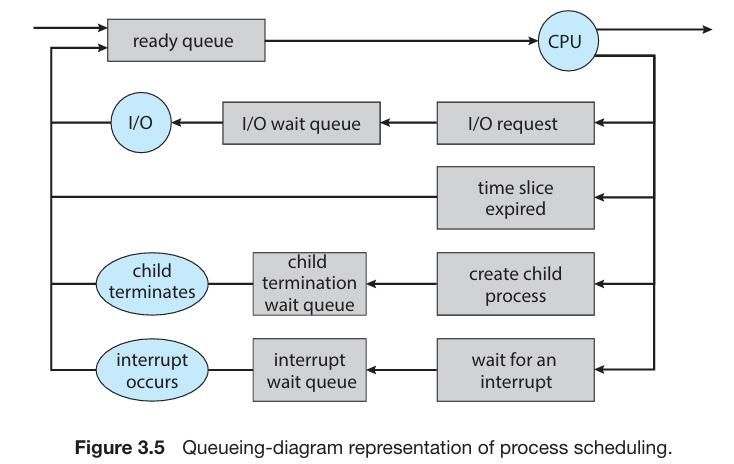 ready queue
CPU
I/O
I/O wait queue
I/O request
time slice
expired
child
terminates
child
termination
wait queue
create child
process
interrupt
occurs
interrupt
wait queue
wait for an
interrupt
Figure 3.5 Queueing-diagram representation of process scheduling.